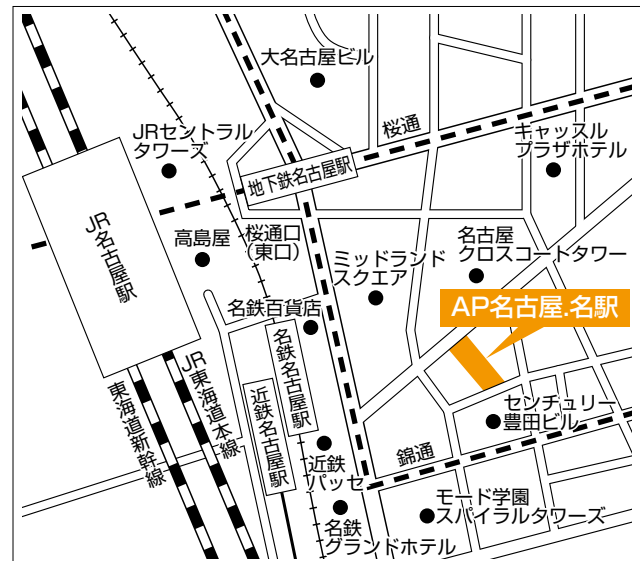 大名古屋ビル
桜通
JRセントラル
タワーズ
キャッスル
プラザホテル
地下鉄名古屋駅
JR名古屋駅
高島屋
桜通口
(東口)
ミッドランド
スクエア
名古屋
クロスコートタワー
名鉄百貨店
AP名古屋.名駅
名鉄名古屋駅
近鉄名古屋駅
JR東海道本線
東海道新幹線
センチュリー
豊田ビル
錦通
近鉄
パッセ
モード学園
スパイラルタワーズ
名鉄
グランドホテル